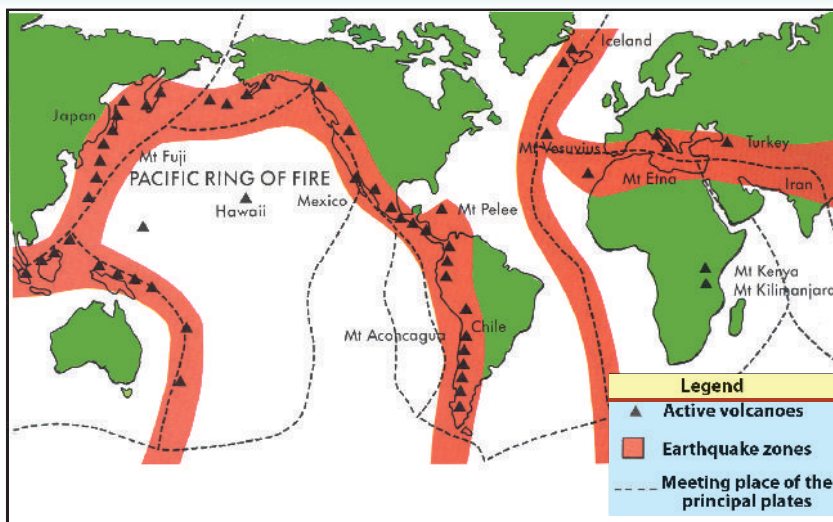 Iceland
Japan
Mt Vesuvius
Turkey
Mt Fuji
PACIFIC RING OF FIRE
Mt Etna
Iran
Hawaii
Mexico
Mt Pelee
Mt Kenya
Mt Kilimanjara
Mt Aconcagua
Chile
Legend
Active volcanoes
Earthquake zones
Meeting place of the
principal plates